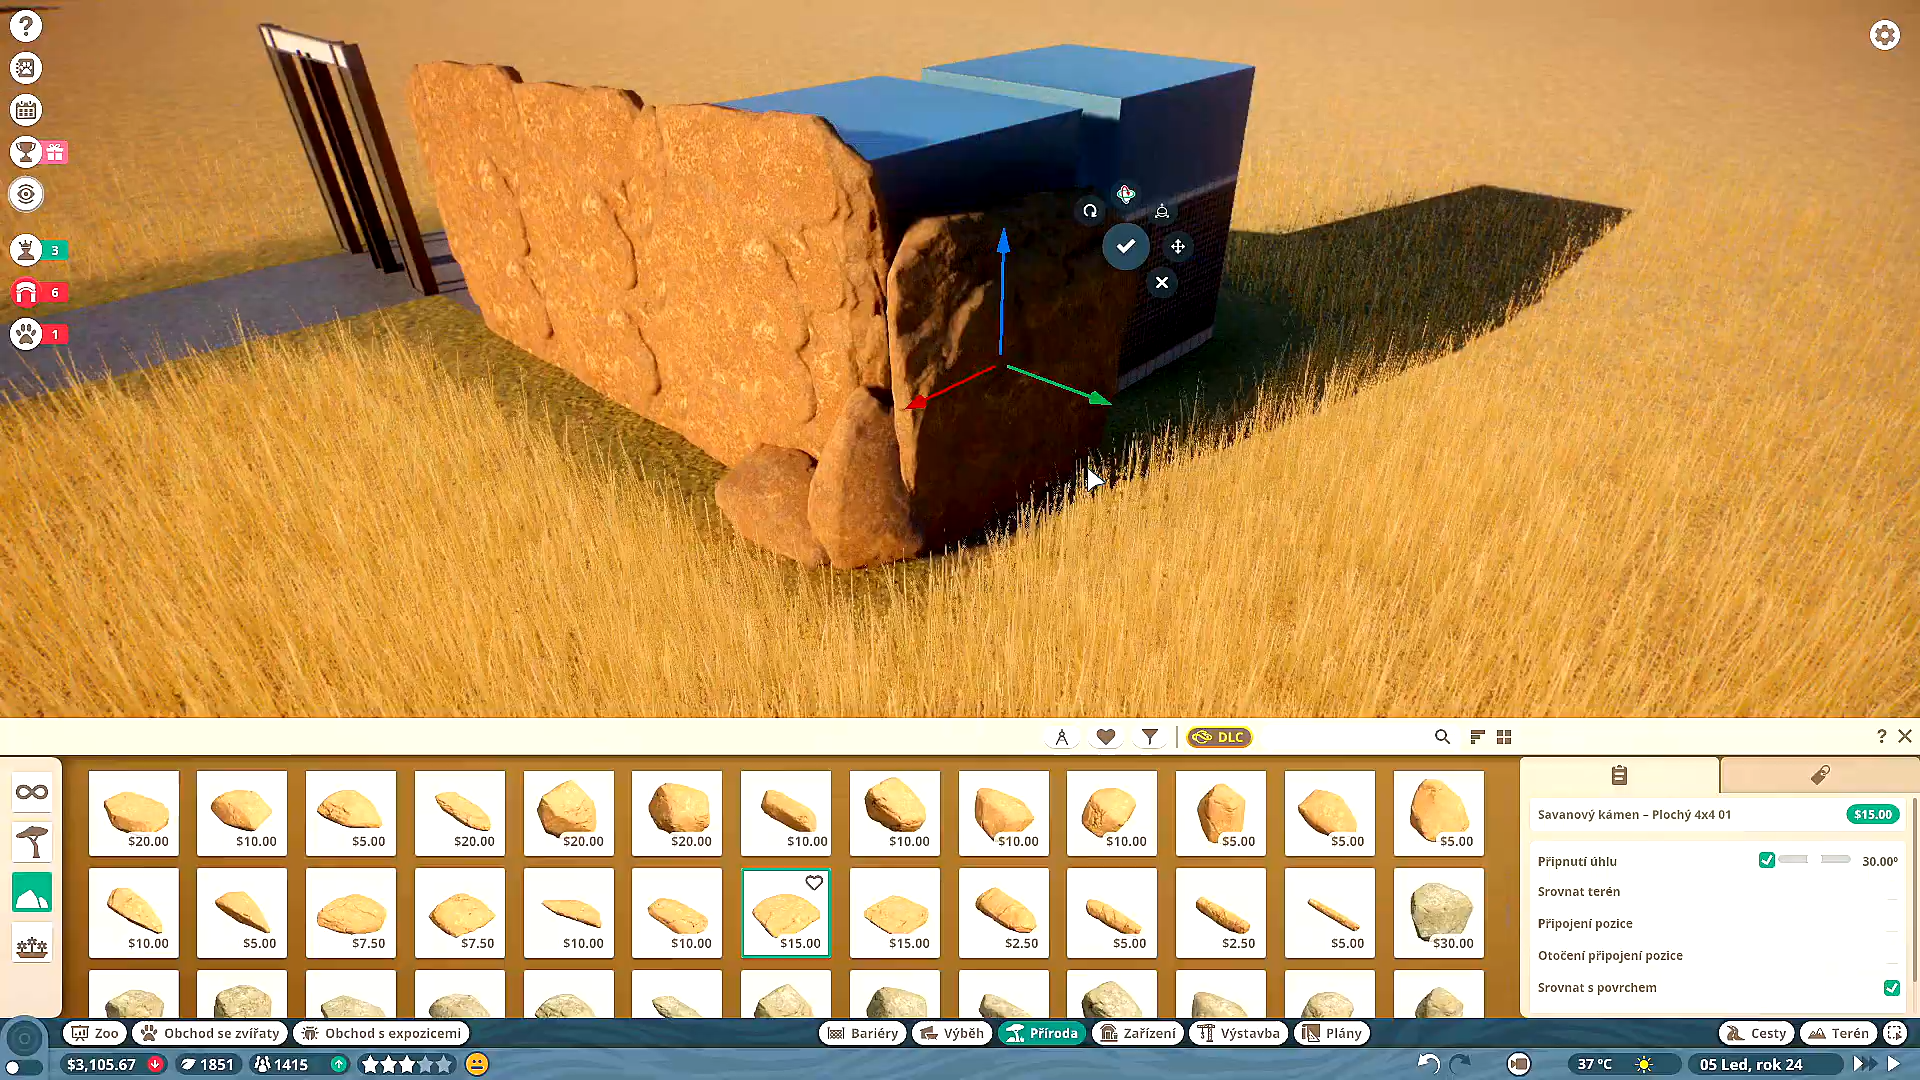 ?
3
6
1
DLC
?
$20.00 $10.00 $5.00 $20.00 $20.00 $20.00 $10.00 $10.00 $10.00 $10.00 $5.00 $5.00 $5.00
$10.00 $5.00 $7.50 $7.50 $10.00 $10.00 $15.00 $15.00 $2.50 $5.00 $2.50 $5.00 $30.00
Savanový kámen – Plochý 4x4 01 $15.00
Připnutí úhlu 30.00°
Srovnat terén
Připojení pozice
Otočení připojení pozice
Srovnat s povrchem
Zoo Obchod se zvířaty Obchod s expozicemi Bariéry Výběh Příroda Zařízení Výstavba Plány Cesty Terén
$3,105.67 1851 1415 37 °C 05 Led, rok 24